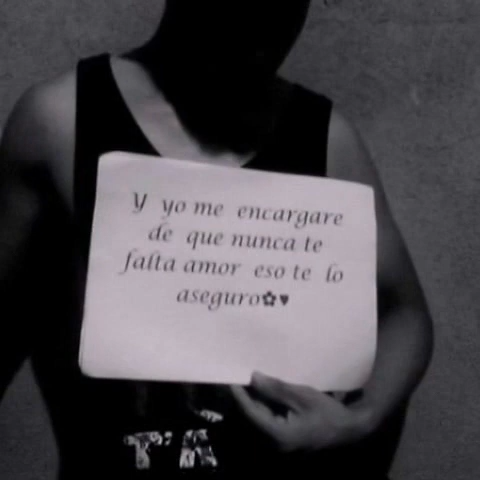 Y yo me encargare
de que nunca te
falta amor eso te lo
aseguro✿♥